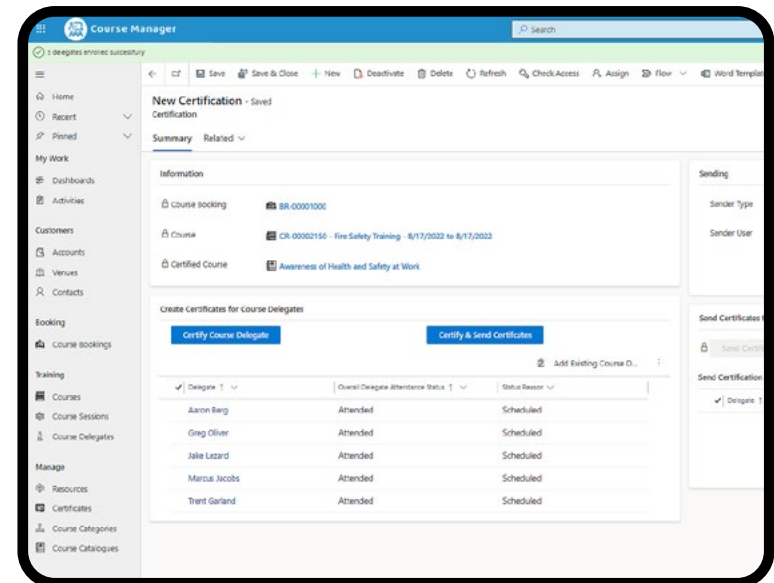 Course Manager
Search
delegates enrolled successfully
Save
Save & Close
New
Deactivate
Delete
Refresh
Check Access
Assign
Flow
Word Templat
Home
Recent
Pinned
My Work
Dashboards
Activities
Customers
Accounts
Venues
Contacts
Booking
Course Bookings
Training
Courses
Course Sessions
Course Delegates
Manage
Resources
Certificates
Course Categories
Course Catalogues
New Certification - Saved
Certification
Summary Related
Information
Course Booking BR-00001000
Course CR-00002150 - Fire Safety Training - 8/17/2022 to 8/17/2022
Certified Course Awareness of Health and Safety at Work
Create Certificates for Course Delegates
Certify Course Delegate Certify & Send Certificates
Add Existing Course D...
Delegate ↑ Overall Delegate Attendance Status ↑ Status Reason
Aaron Berg Attended Scheduled
Greg Oliver Attended Scheduled
Jake Lezard Attended Scheduled
Marcus Jacobs Attended Scheduled
Trent Garland Attended Scheduled
Sending
Sender Type
Sender User
Send Certificates t
Send Certifi
Send Certification
Delegate ↑